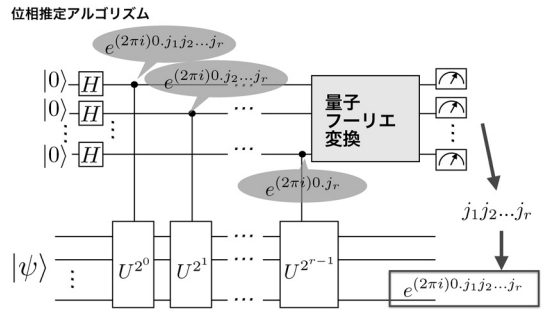 位相推定アルゴリズム
e^{(2πi)0.j_1j_2...j_r}
|0⟩ H
e^{(2πi)0.j_2...j_r} ...
|0⟩ H ...
量子
フーリエ
変換
⋮ ⋮ ⋮
|0⟩ H ...
e^{(2πi)0.j_r}
j_1j_2...j_r
...
|ψ⟩ ⋮ U^{2^0} U^{2^1} ... U^{2^{r-1}}
e^{(2πi)0.j_1j_2...j_r}
...